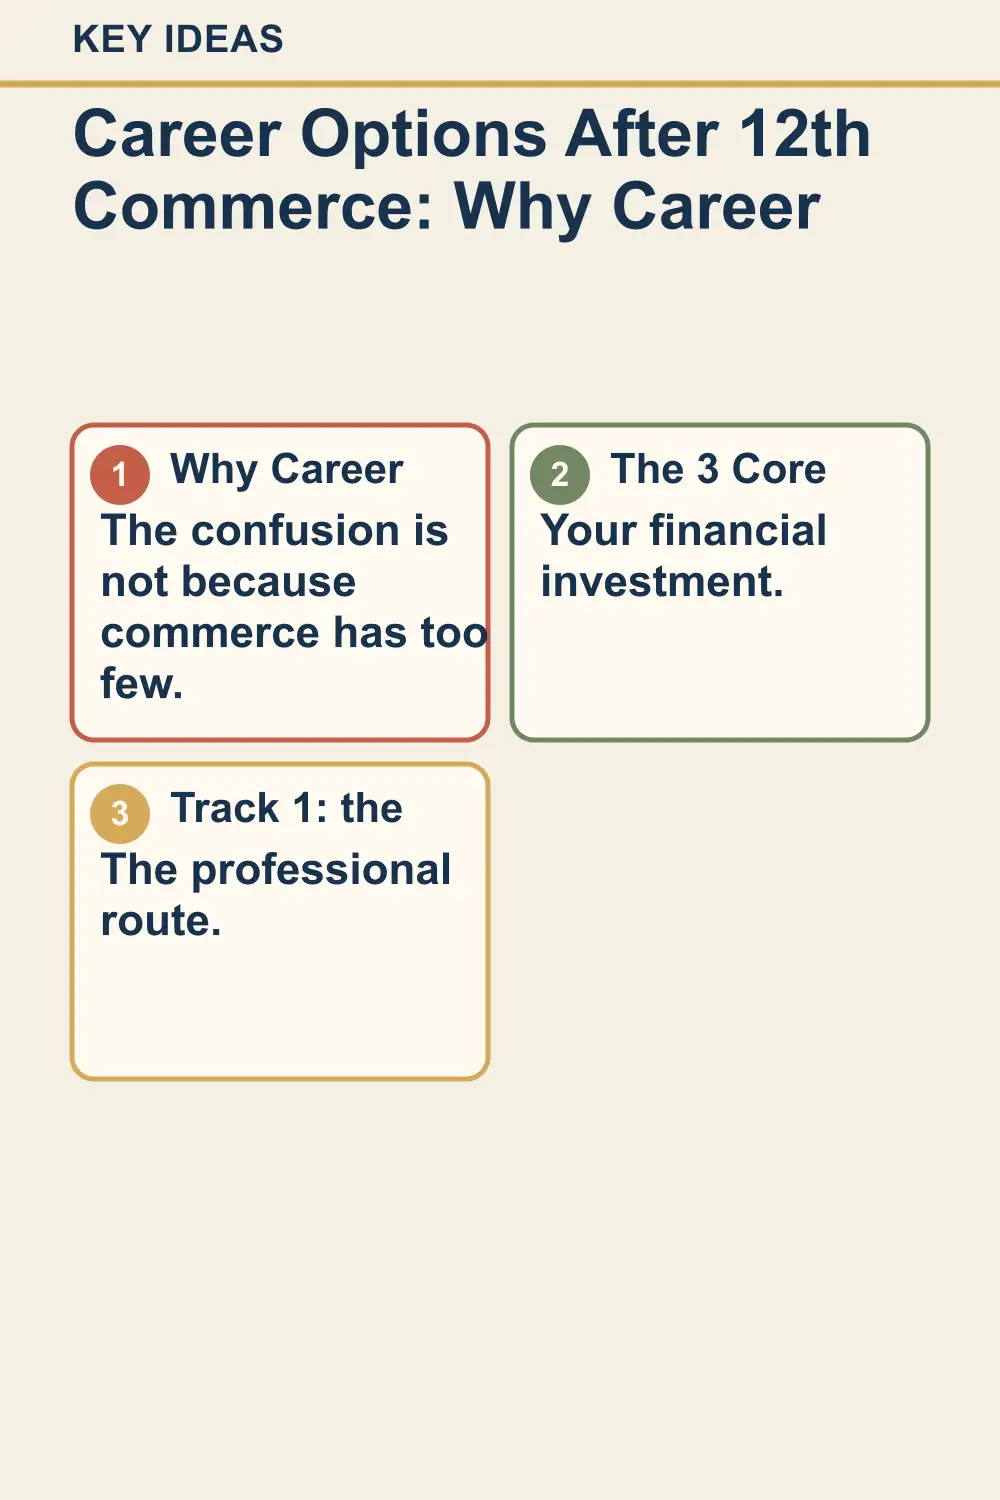 KEY IDEAS
Career Options After 12th
Commerce: Why Career
1 Why Career
The confusion is
not because
commerce has too
few.
2 The 3 Core
Your financial
investment.
3 Track 1: the
The professional
route.